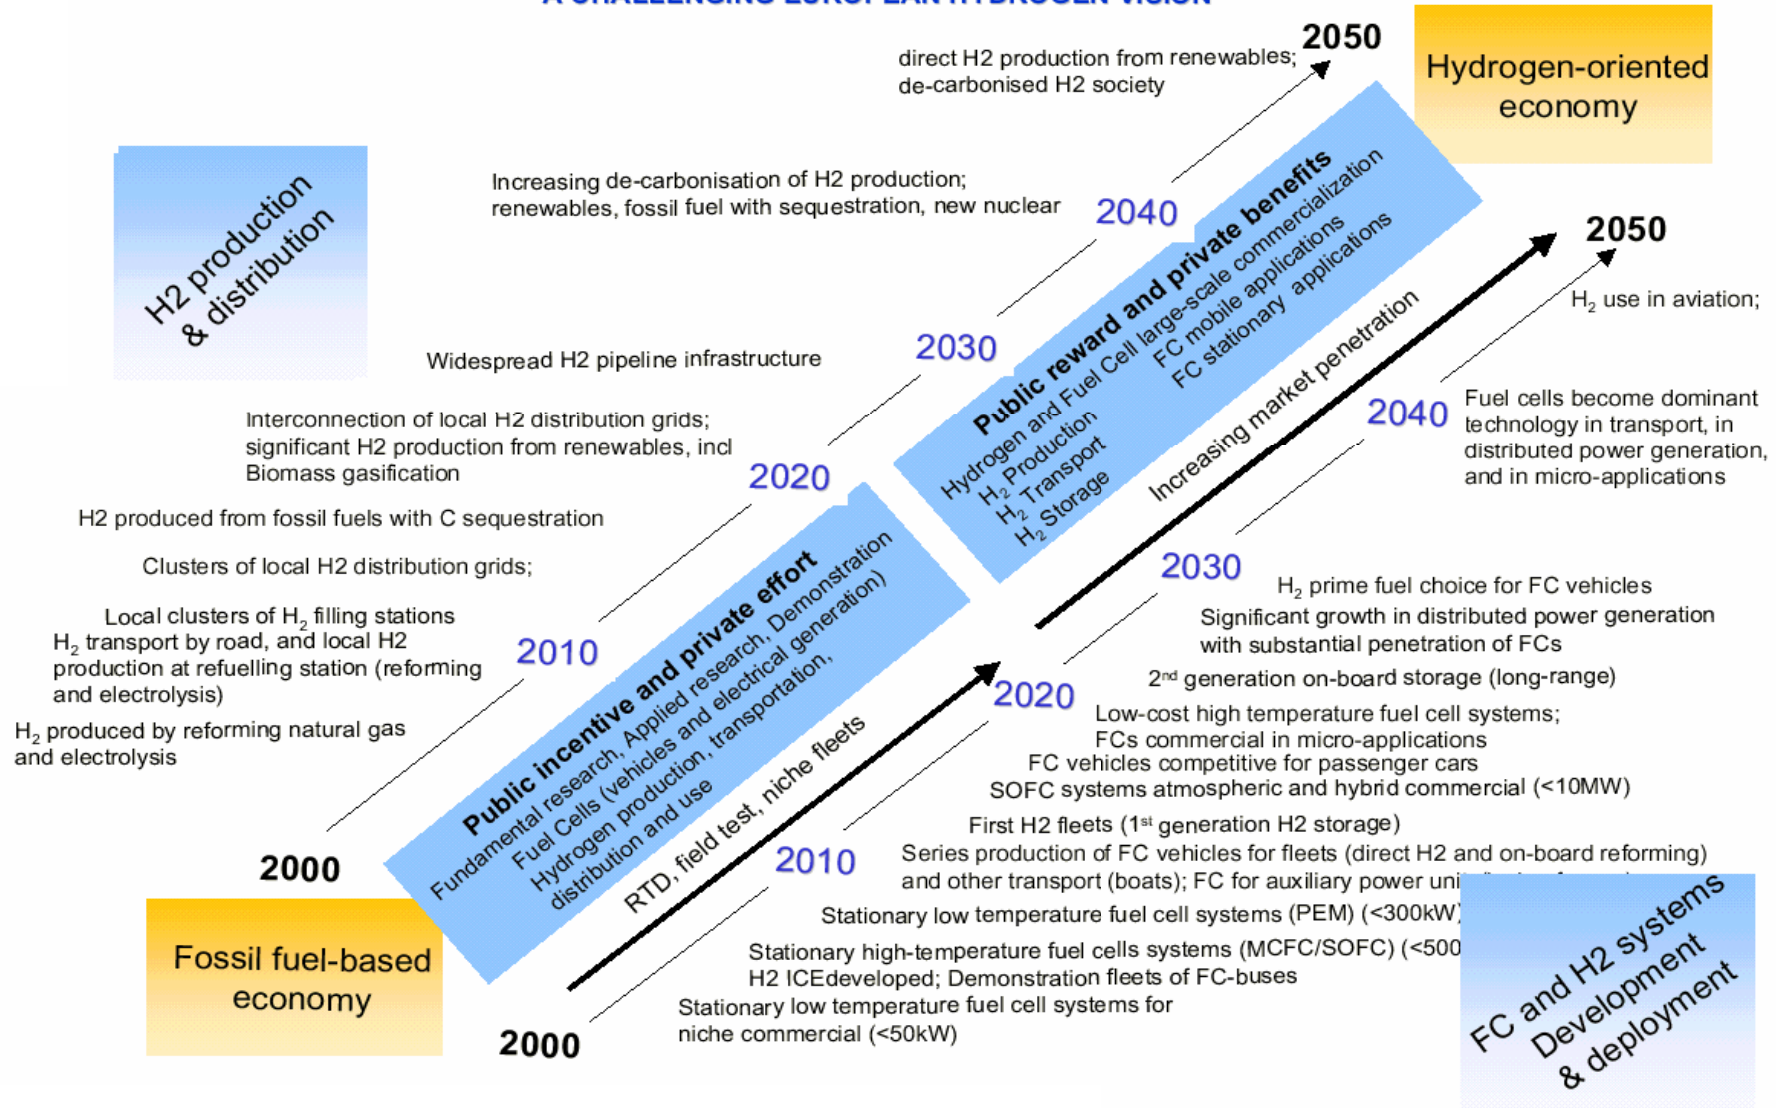 A CHALLENGING EUROPEAN HYDROGEN VISION
2050
direct H2 production from renewables;
de-carbonised H2 society
Hydrogen-oriented
economy
H2 production
& distribution
Increasing de-carbonisation of H2 production;
renewables, fossil fuel with sequestration, new nuclear
2040
Public reward and private benefits
Hydrogen and Fuel Cell large-scale commercialization
H2 Production
H2 Transport
H2 Storage
FC mobile applications
FC stationary applications
2050
H2 use in aviation;
2030
Widespread H2 pipeline infrastructure
Increasing market penetration
2040
Fuel cells become dominant
technology in transport, in
distributed power generation,
and in micro-applications
Interconnection of local H2 distribution grids;
significant H2 production from renewables, incl
Biomass gasification
2020
H2 produced from fossil fuels with C sequestration
Clusters of local H2 distribution grids;
2030
H2 prime fuel choice for FC vehicles
Significant growth in distributed power generation
with substantial penetration of FCs
Local clusters of H2 filling stations
H2 transport by road, and local H2
production at refuelling station (reforming
and electrolysis)
2010
Public incentive and private effort
Fundamental research, Applied research, Demonstration
Fuel Cells (vehicles and electrical generation)
Hydrogen production, transportation,
distribution and use
2nd generation on-board storage (long-range)
2020
Low-cost high temperature fuel cell systems;
FCs commercial in micro-applications
FC vehicles competitive for passenger cars
SOFC systems atmospheric and hybrid commercial (<10MW)
H2 produced by reforming natural gas
and electrolysis
RTD, field test, niche fleets
First H2 fleets (1st generation H2 storage)
2000
2010
Series production of FC vehicles for fleets (direct H2 and on-board reforming)
and other transport (boats); FC for auxiliary power
Stationary low temperature fuel cell systems (PEM) (<300kW)
Fossil fuel-based
economy
Stationary high-temperature fuel cells systems (MCFC/SOFC) (<500
H2 ICEdeveloped; Demonstration fleets of FC-buses
Stationary low temperature fuel cell systems for
niche commercial (<50kW)
2000
FC and H2 systems
Development
& deployment